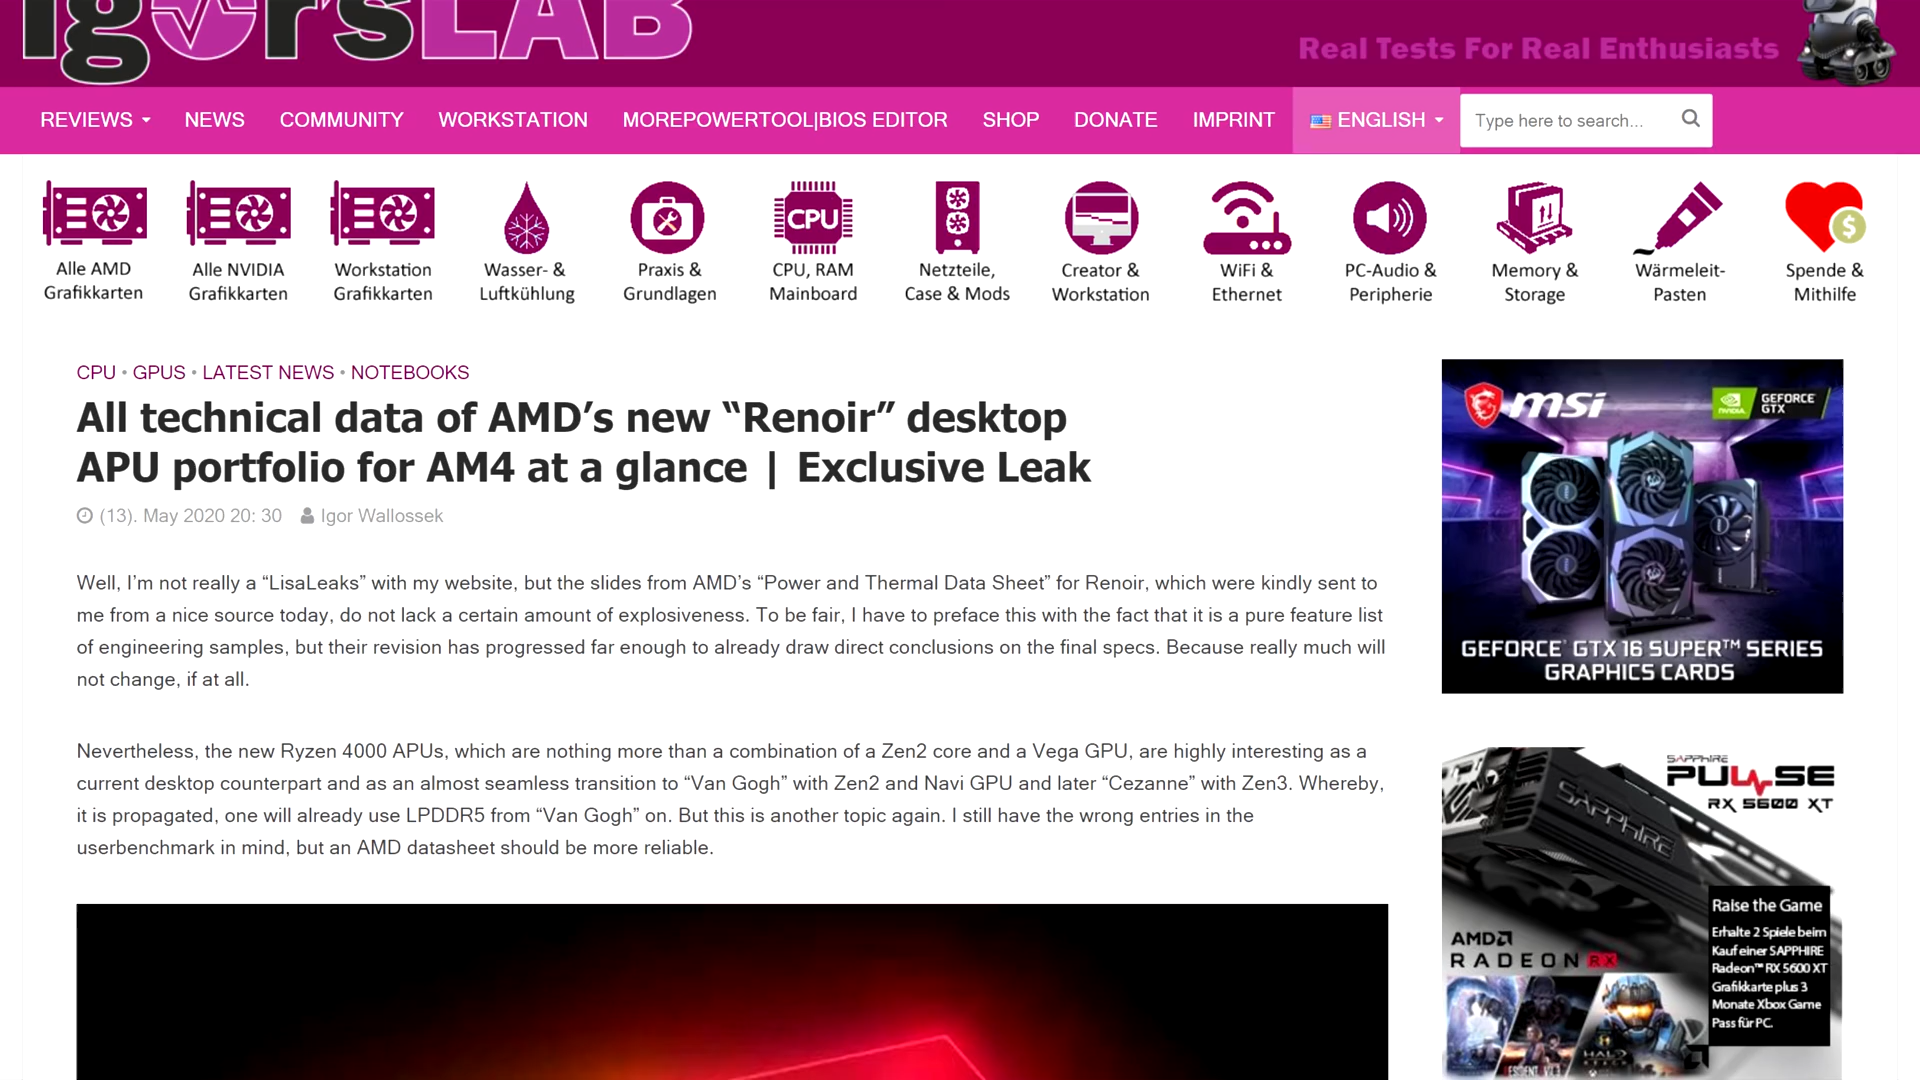 Igor'sLAB
Real Tests For Real Enthusiasts
REVIEWS NEWS COMMUNITY WORKSTATION MOREPOWERTOOL|BIOS EDITOR SHOP DONATE IMPRINT ENGLISH Type here to search...
Alle AMD Grafikkarten
Alle NVIDIA Grafikkarten
Workstation Grafikkarten
Wasser- & Luftkühlung
Praxis & Grundlagen
CPU
CPU, RAM Mainboard
Netzteile, Case & Mods
Creator & Workstation
WiFi & Ethernet
PC-Audio & Peripherie
Memory & Storage
Wärmeleit- Pasten
$
Spende & Mithilfe
CPU • GPUS • LATEST NEWS • NOTEBOOKS
All technical data of AMD’s new “Renoir” desktop
APU portfolio for AM4 at a glance | Exclusive Leak
(13). May 2020 20: 30 Igor Wallossek
Well, I’m not really a “LisaLeaks” with my website, but the slides from AMD’s “Power and Thermal Data Sheet” for Renoir, which were kindly sent to
me from a nice source today, do not lack a certain amount of explosiveness. To be fair, I have to preface this with the fact that it is a pure feature list
of engineering samples, but their revision has progressed far enough to already draw direct conclusions on the final specs. Because really much will
not change, if at all.
Nevertheless, the new Ryzen 4000 APUs, which are nothing more than a combination of a Zen2 core and a Vega GPU, are highly interesting as a
current desktop counterpart and as an almost seamless transition to “Van Gogh” with Zen2 and Navi GPU and later “Cezanne” with Zen3. Whereby,
it is propagated, one will already use LPDDR5 from “Van Gogh” on. But this is another topic again. I still have the wrong entries in the
userbenchmark in mind, but an AMD datasheet should be more reliable.
msi
NVIDIA
GEFORCE
GTX
GEFORCE® GTX 16 SUPER™ SERIES
GRAPHICS CARDS
SAPPHIRE
PULSE
RX 5600 XT
SAPPHIRE
AMD
RADEON RX
Raise the Game
Erhalte 2 Spiele beim
Kauf einer SAPPHIRE
Radeon™ RX 5600 XT
Grafikkarte plus 3
Monate Xbox Game
Pass für PC.
HALO